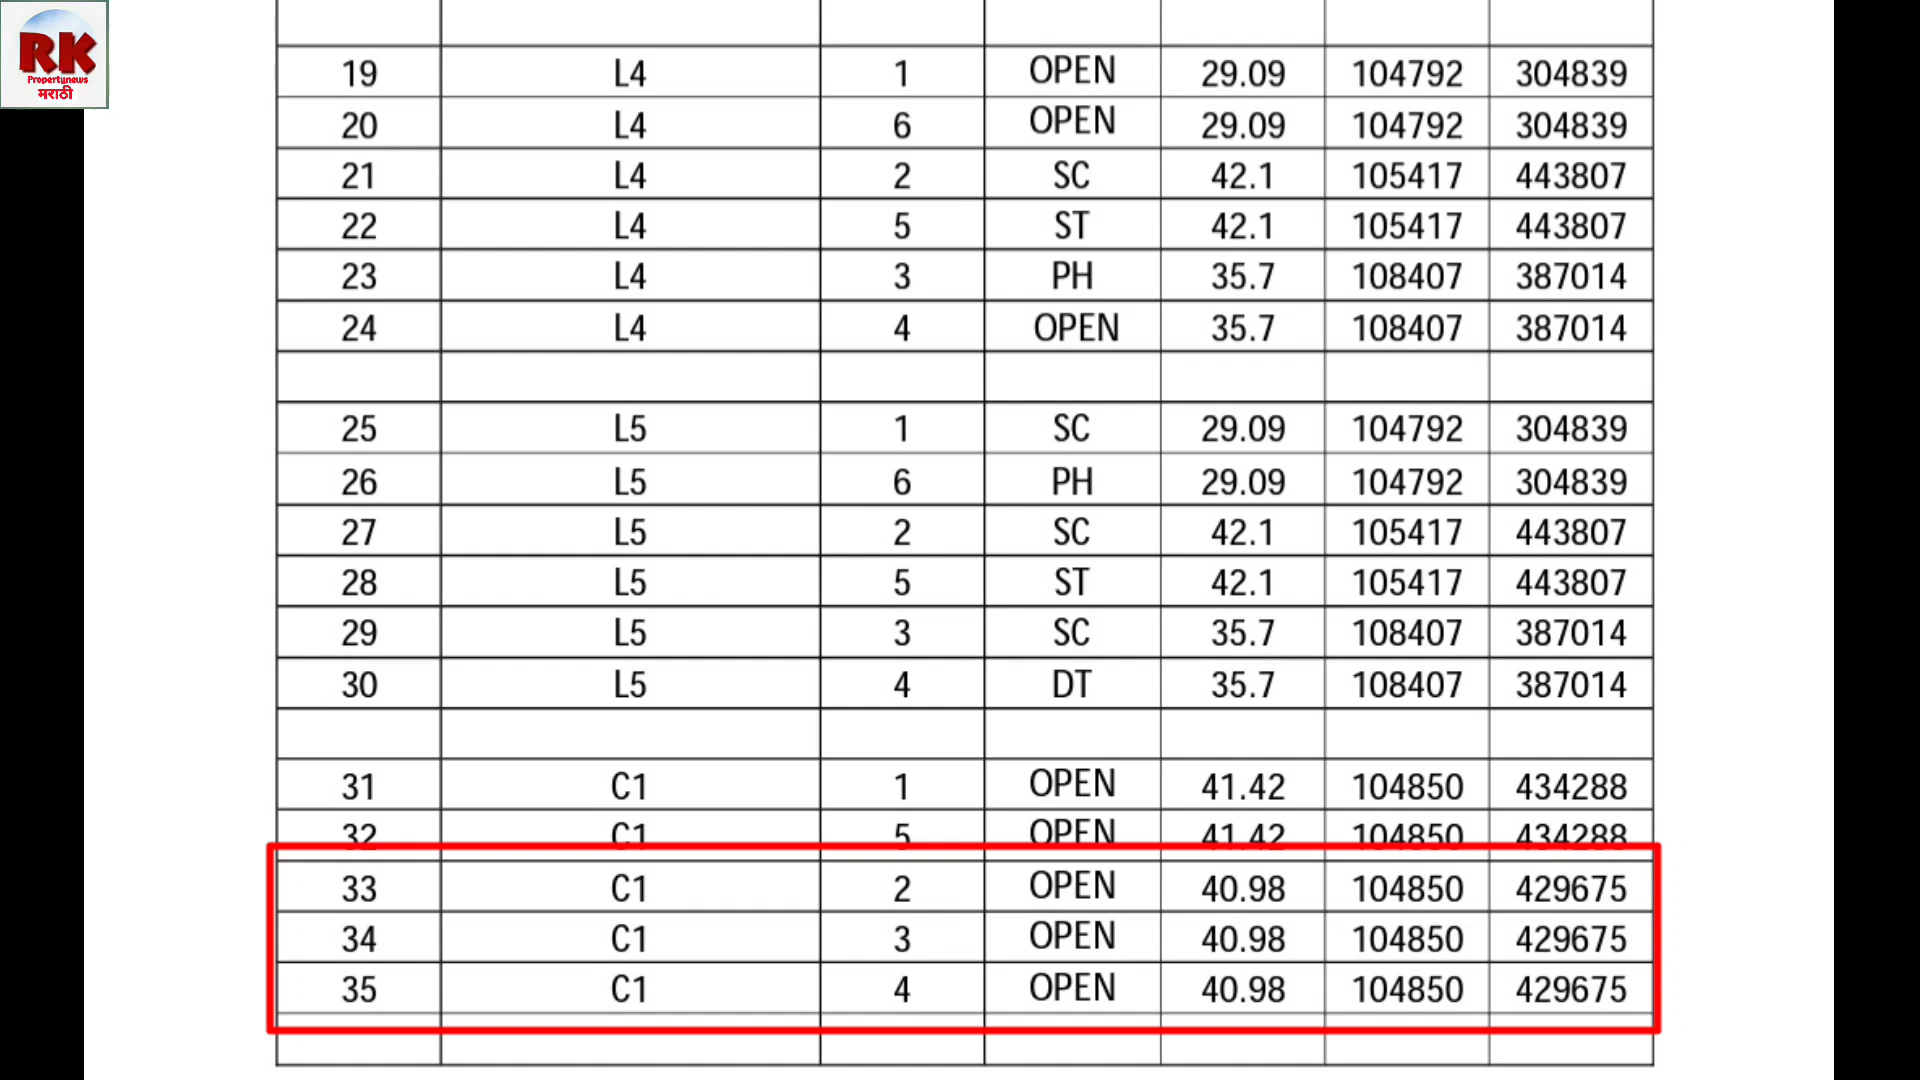 RK
Propertynews
मराठी
19 L4 1 OPEN 29.09 104792 304839
20 L4 6 OPEN 29.09 104792 304839
21 L4 2 SC 42.1 105417 443807
22 L4 5 ST 42.1 105417 443807
23 L4 3 PH 35.7 108407 387014
24 L4 4 OPEN 35.7 108407 387014
25 L5 1 SC 29.09 104792 304839
26 L5 6 PH 29.09 104792 304839
27 L5 2 SC 42.1 105417 443807
28 L5 5 ST 42.1 105417 443807
29 L5 3 SC 35.7 108407 387014
30 L5 4 DT 35.7 108407 387014
31 C1 1 OPEN 41.42 104850 434288
32 C1 5 OPEN 41.42 104850 434288
33 C1 2 OPEN 40.98 104850 429675
34 C1 3 OPEN 40.98 104850 429675
35 C1 4 OPEN 40.98 104850 429675